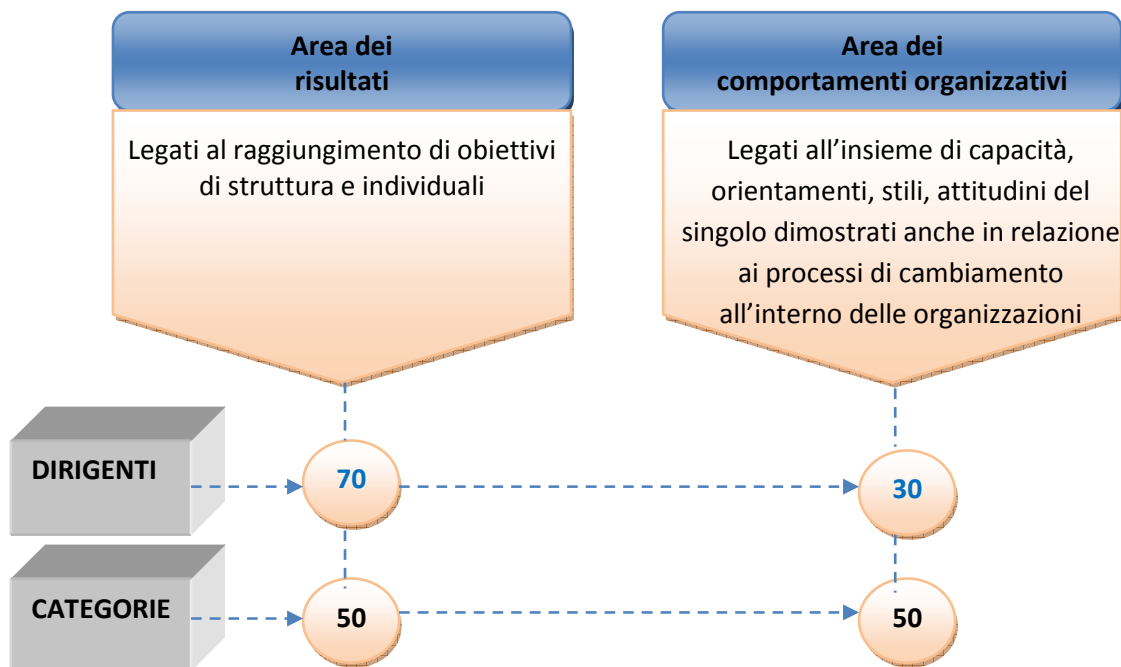 Area dei
risultati
Legati al raggiungimento di obiettivi
di struttura e individuali
Area dei
comportamenti organizzativi
Legati all’insieme di capacità,
orientamenti, stili, attitudini del
singolo dimostrati anche in relazione
ai processi di cambiamento
all’interno delle organizzazioni
DIRIGENTI
70
30
CATEGORIE
50
50